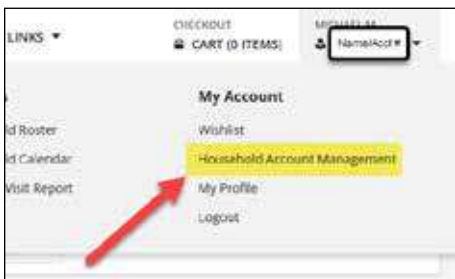 LINKS ▼
CHECKOUT
CART (0 ITEMS)
Name/Acct #
My Account
d Roster
Wishlist
d Calendar
Household Account Management
Visit Report
My Profile
Logout